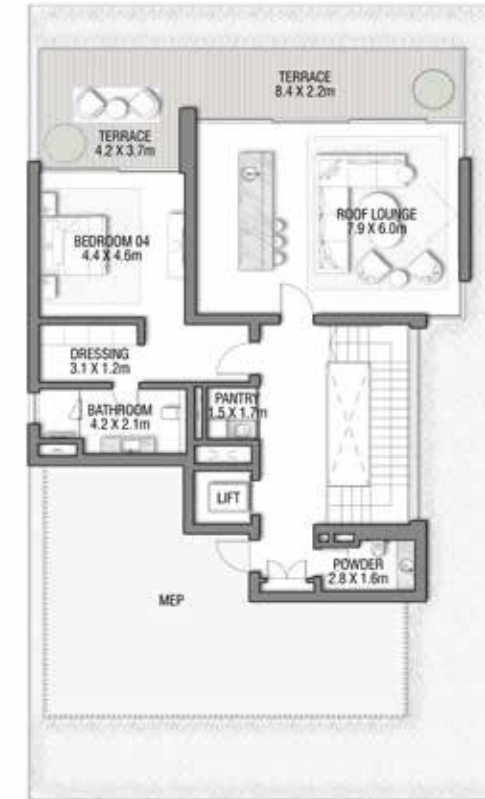 TERRACE
8.4 X 2.2m
TERRACE
4.2 X 3.7m
ROOF LOUNGE
7.9 X 6.0m
BEDROOM 04
4.4 X 4.6m
DRESSING
3.1 X 1.2m
PANTRY
1.5 X 1.7m
BATHROOM
4.2 X 2.1m
LIFT
POWDER
2.8 X 1.6m
MEP